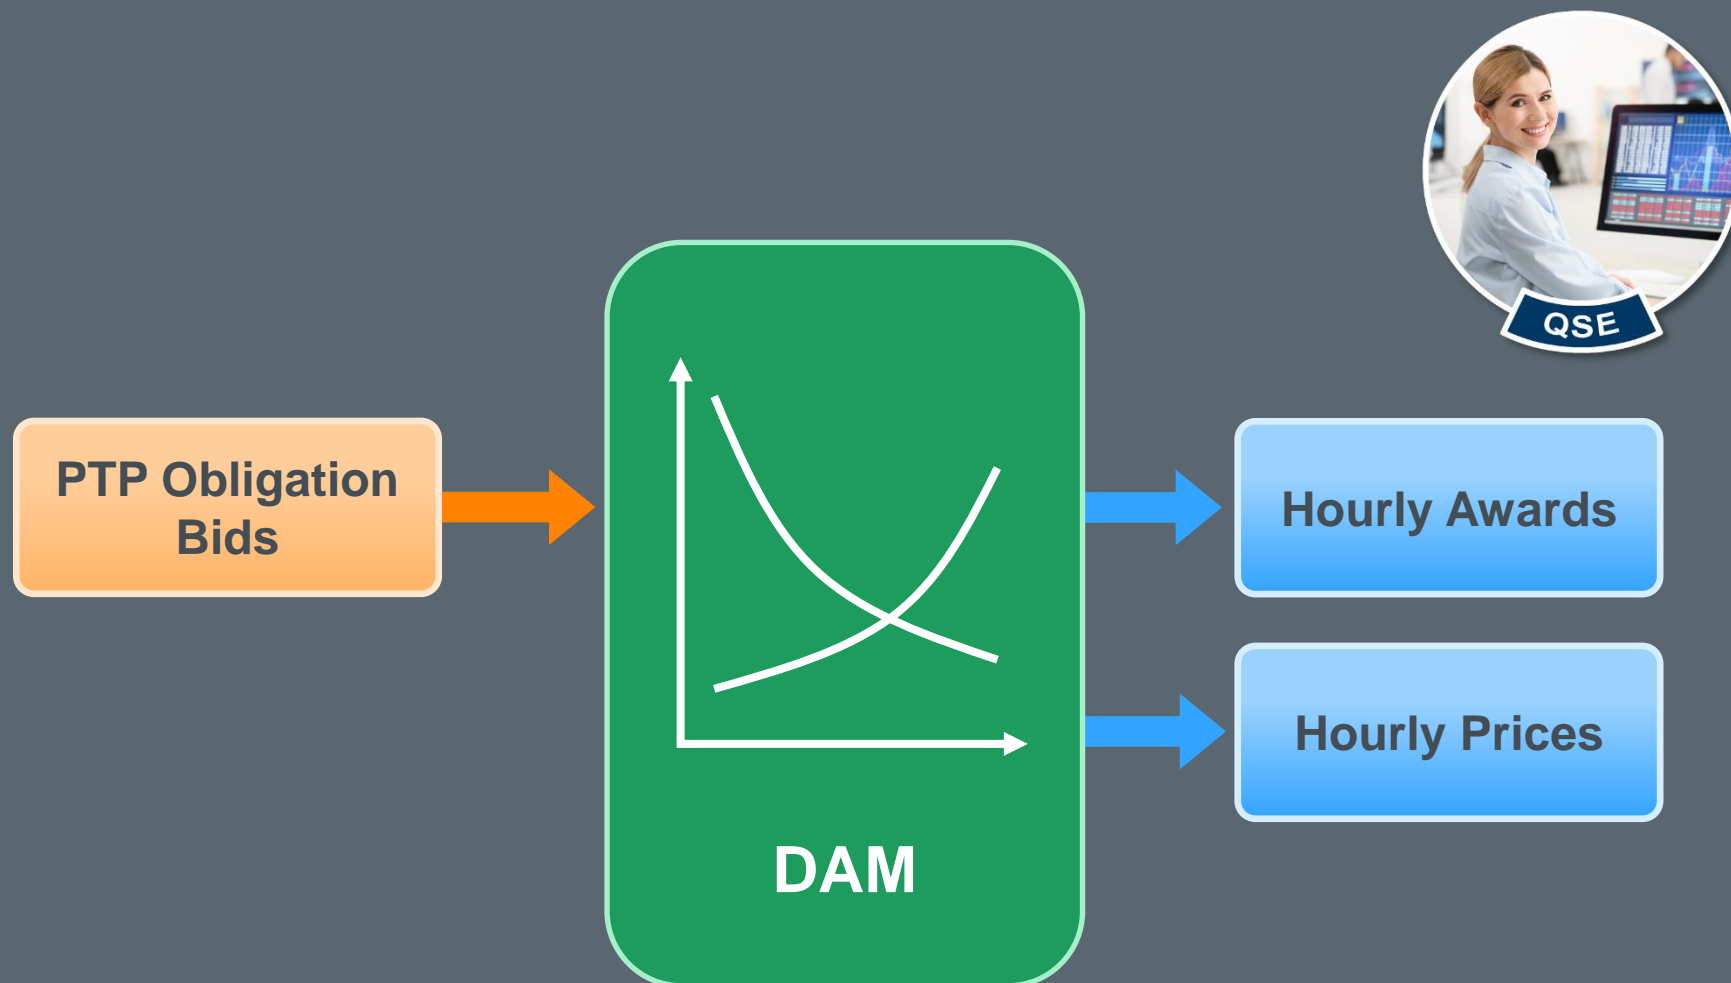 QSE
PTP Obligation
Bids
Hourly Awards
Hourly Prices
DAM